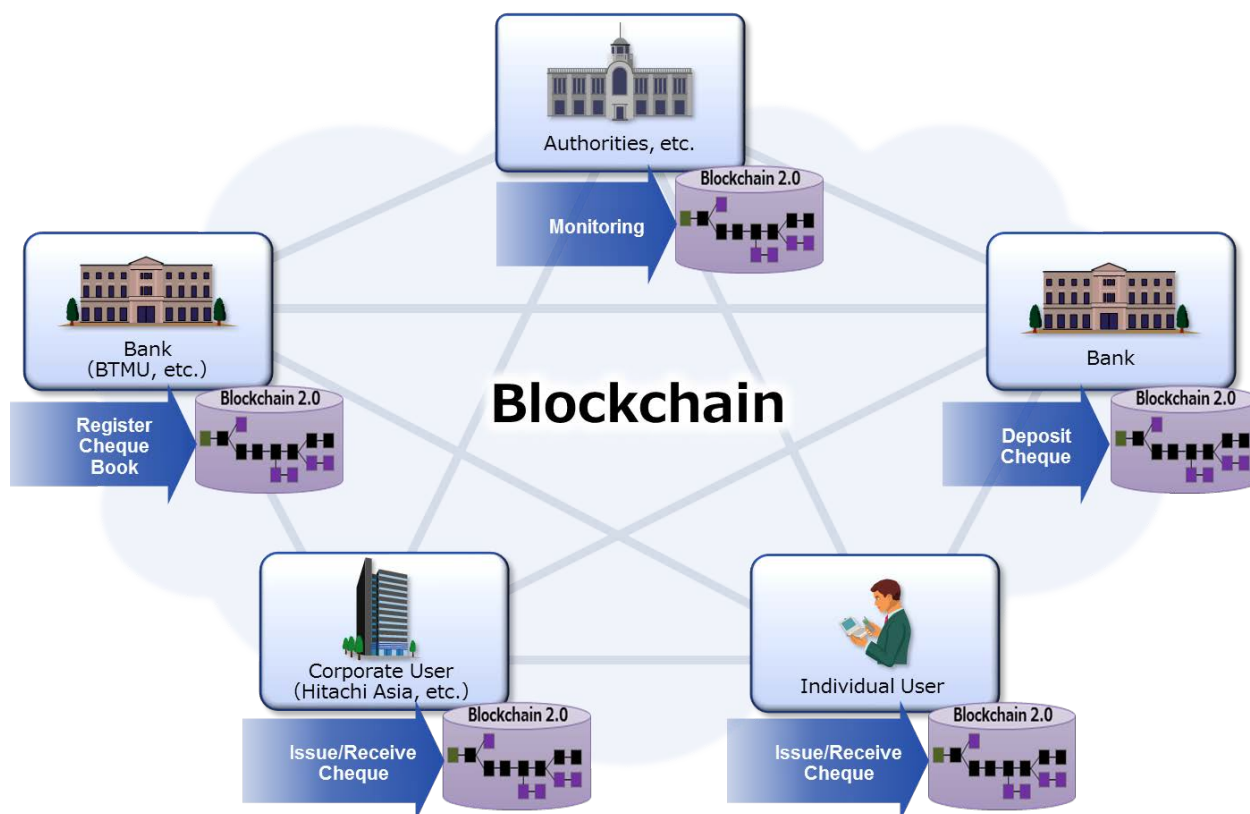 Authorities, etc.
Blockchain 2.0
Monitoring
Bank
(BTMU, etc.)
Blockchain 2.0
Register
Cheque
Book
Bank
Blockchain 2.0
Deposit
Cheque
Blockchain
Corporate User
(Hitachi Asia, etc.)
Blockchain 2.0
Issue/Receive
Cheque
Individual User
Blockchain 2.0
Issue/Receive
Cheque